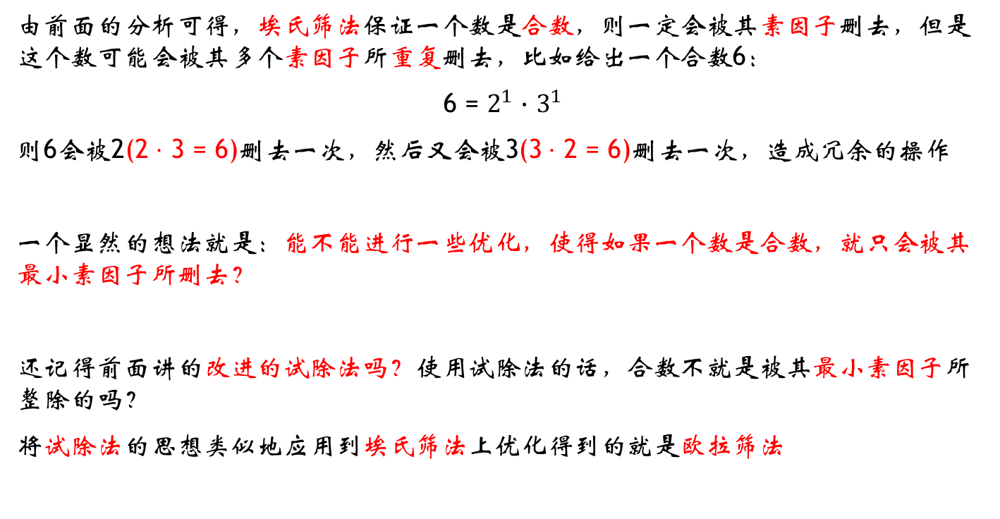 由前面的分析可得，埃氏筛法保证一个数是合数，则一定会被其素因子删去，但是
这个数可能会被其多个素因子所重复删去，比如给出一个合数6：
6 = 2¹ · 3¹
则6会被2(2 · 3 = 6)删去一次，然后又会被3(3 · 2 = 6)删去一次，造成冗余的操作
一个显然的想法就是：能不能进行一些优化，使得如果一个数是合数，就只会被其
最小素因子所删去？
还记得前面讲的改进的试除法吗？使用试除法的话，合数不就是被其最小素因子所
整除的吗？
将试除法的思想类似地应用到埃氏筛法上优化得到的就是欧拉筛法